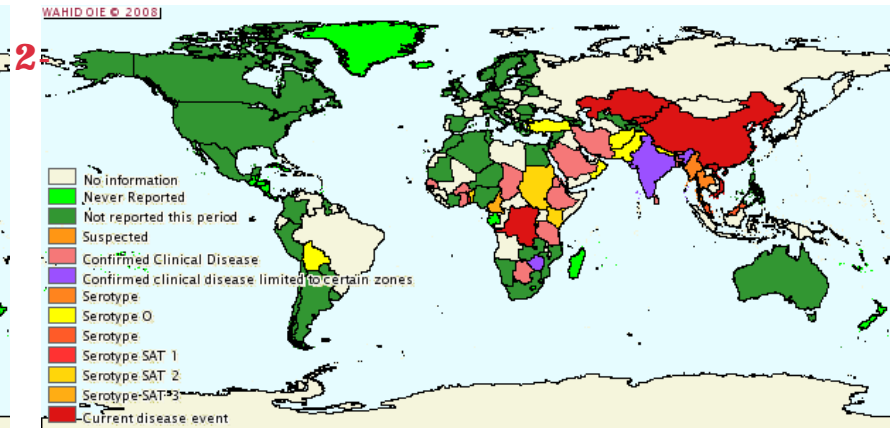 WAHID OIE © 2008
2
No information
Never Reported
Not reported this period
Suspected
Confirmed Clinical Disease
Confirmed clinical disease limited to certain zones
Serotype
Serotype O
Serotype
Serotype SAT 1
Serotype SAT 2
Serotype SAT 3
Current disease event